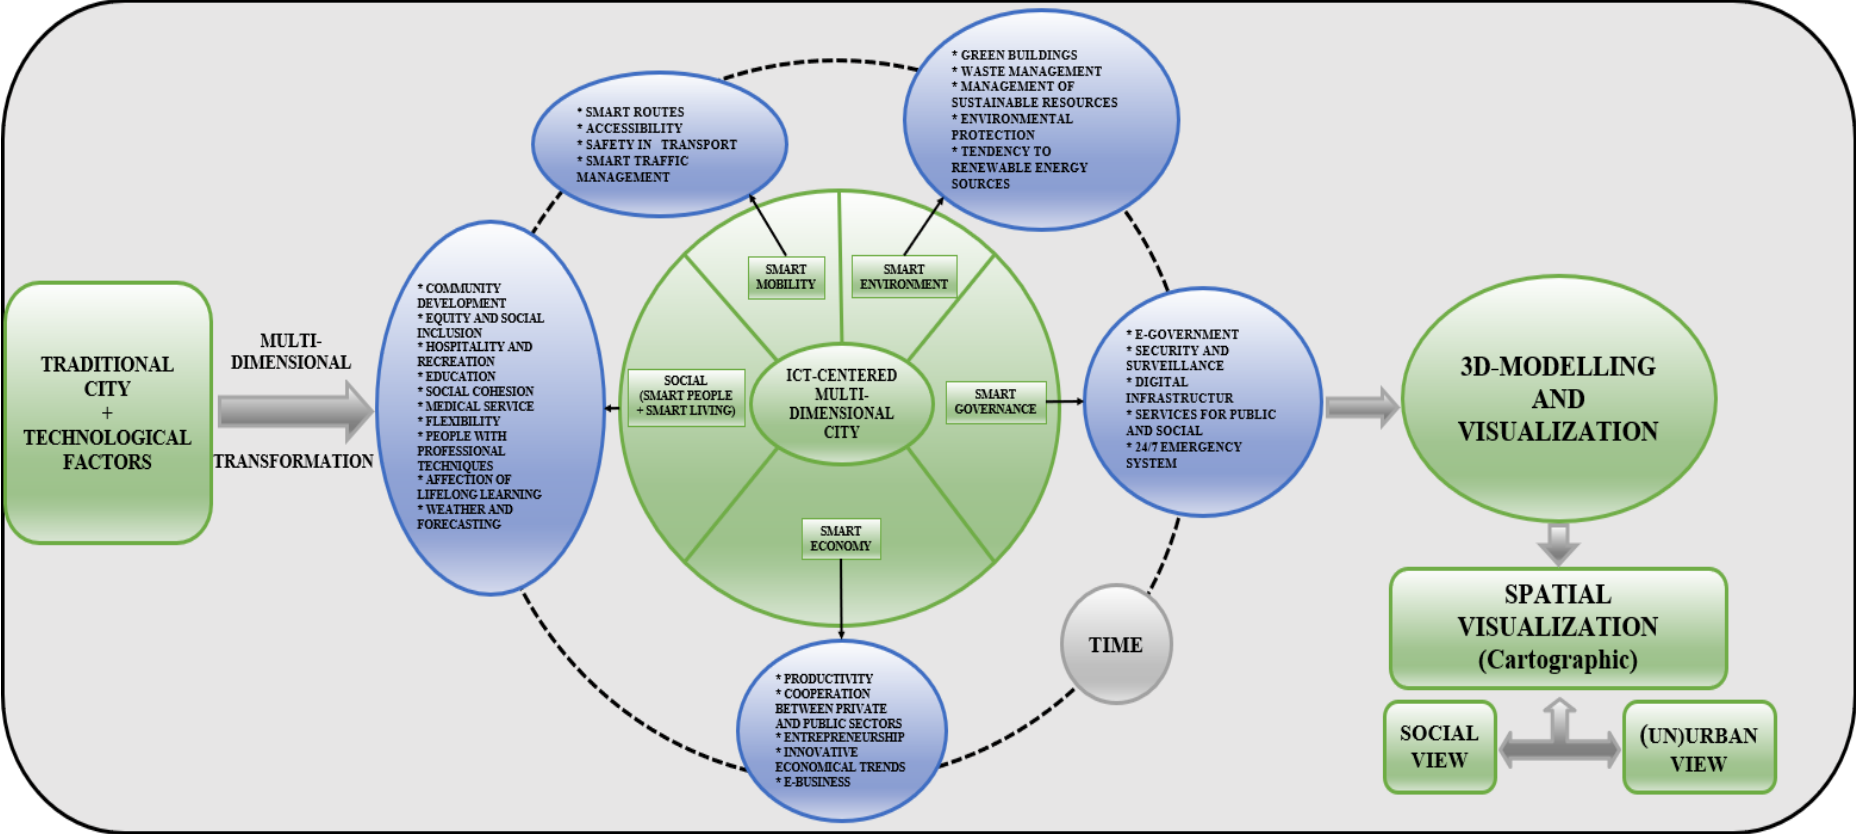 TRADITIONAL
CITY
+
TECHNOLOGICAL
FACTORS
MULTI-
DIMENSIONAL
TRANSFORMATION
* COMMUNITY
DEVELOPMENT
* EQUITY AND SOCIAL
INCLUSION
* HOSPITALITY AND
RECREATION
* EDUCATION
* SOCIAL COHESION
* MEDICAL SERVICE
* FLEXIBILITY
* PEOPLE WITH
PROFESSIONAL
TECHNIQUES
* AFFECTION OF
LIFELONG LEARNING
* WEATHER AND
FORECASTING
* SMART ROUTES
* ACCESSIBILITY
* SAFETY IN TRANSPORT
* SMART TRAFFIC
MANAGEMENT
* GREEN BUILDINGS
* WASTE MANAGEMENT
* MANAGEMENT OF
SUSTAINABLE RESOURCES
* ENVIRONMENTAL
PROTECTION
* TENDENCY TO
RENEWABLE ENERGY
SOURCES
SMART
MOBILITY
SMART
ENVIRONMENT
SOCIAL
(SMART PEOPLE
+ SMART LIVING)
ICT-CENTERED
MULTI-
DIMENSIONAL
CITY
SMART
GOVERNANCE
SMART
ECONOMY
* E-GOVERNMENT
* SECURITY AND
SURVEILLANCE
* DIGITAL
INFRASTRUCTUR
* SERVICES FOR PUBLIC
AND SOCIAL
* 24/7 EMERGENCY
SYSTEM
* PRODUCTIVITY
* COOPERATION
BETWEEN PRIVATE
AND PUBLIC SECTORS
* ENTREPRENEURSHIP
* INNOVATIVE
ECONOMICAL TRENDS
* E-BUSINESS
TIME
3D-MODELLING
AND
VISUALIZATION
SPATIAL
VISUALIZATION
(Cartographic)
SOCIAL
VIEW
(UN)URBAN
VIEW